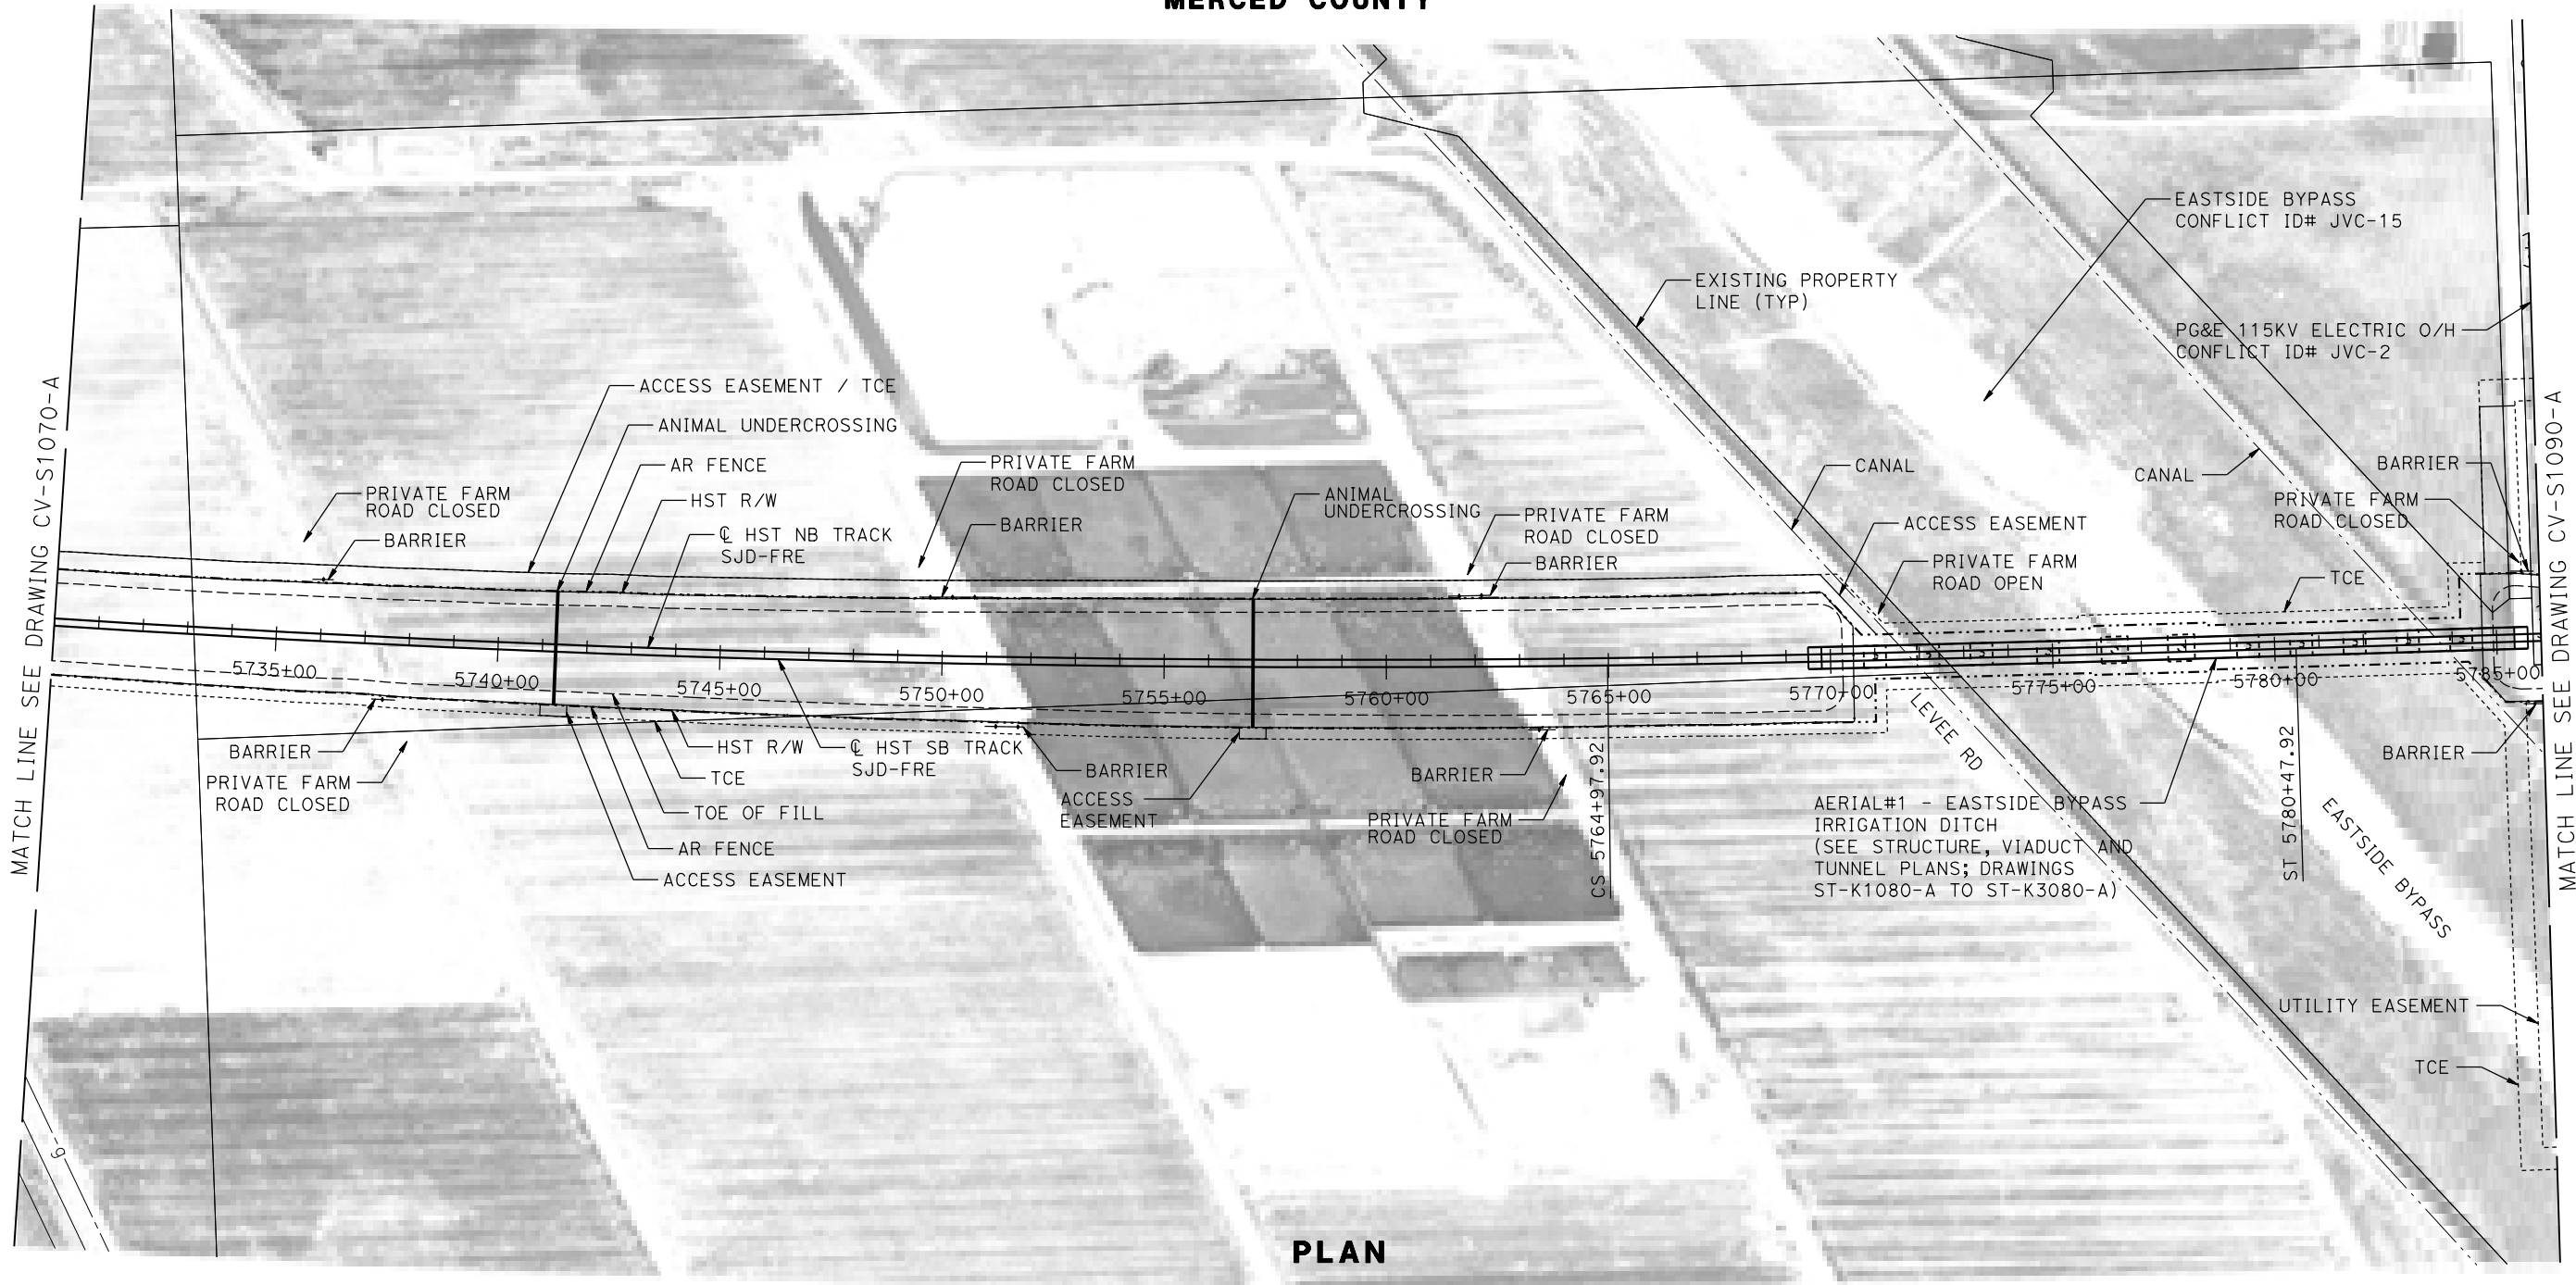 MERCED COUNTY
EASTSIDE BYPASS
CONFLICT ID# JVC-15
EXISTING PROPERTY
LINE (TYP)
PG&E 115KV ELECTRIC O/H
CONFLICT ID# JVC-2
MATCH LINE SEE DRAWING CV-S1070-A
MATCH LINE SEE DRAWING CV-S1090-A
ACCESS EASEMENT / TCE
ANIMAL UNDERCROSSING
AR FENCE
HST R/W
℄ HST NB TRACK
SJD-FRE
PRIVATE FARM
ROAD CLOSED
BARRIER
PRIVATE FARM
ROAD CLOSED
BARRIER
ANIMAL
UNDERCROSSING
PRIVATE FARM
ROAD CLOSED
BARRIER
CANAL
ACCESS EASEMENT
PRIVATE FARM
ROAD OPEN
CANAL
BARRIER
PRIVATE FARM
ROAD CLOSED
TCE
5735+00
5740+00
5745+00
5750+00
5755+00
5760+00
5765+00
5770+00
5775+00
5780+00
5785+00
BARRIER
PRIVATE FARM
ROAD CLOSED
HST R/W
TCE
TOE OF FILL
AR FENCE
ACCESS EASEMENT
℄ HST SB TRACK
SJD-FRE
BARRIER
ACCESS
EASEMENT
BARRIER
PRIVATE FARM
ROAD CLOSED
CS 5764+97.92
LEVEE RD
AERIAL#1 - EASTSIDE BYPASS
IRRIGATION DITCH
(SEE STRUCTURE, VIADUCT AND
TUNNEL PLANS; DRAWINGS
ST-K1080-A TO ST-K3080-A)
ST 5780+47.92
BARRIER
EASTSIDE BYPASS
UTILITY EASEMENT
TCE
PLAN